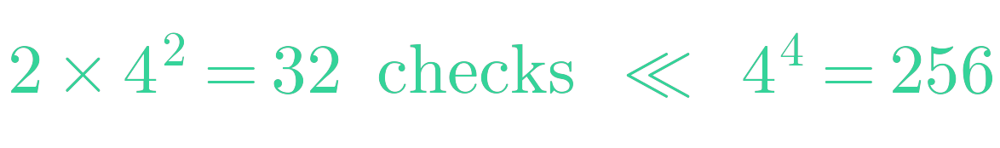 2 × 4² = 32 checks ≪ 4⁴ = 256